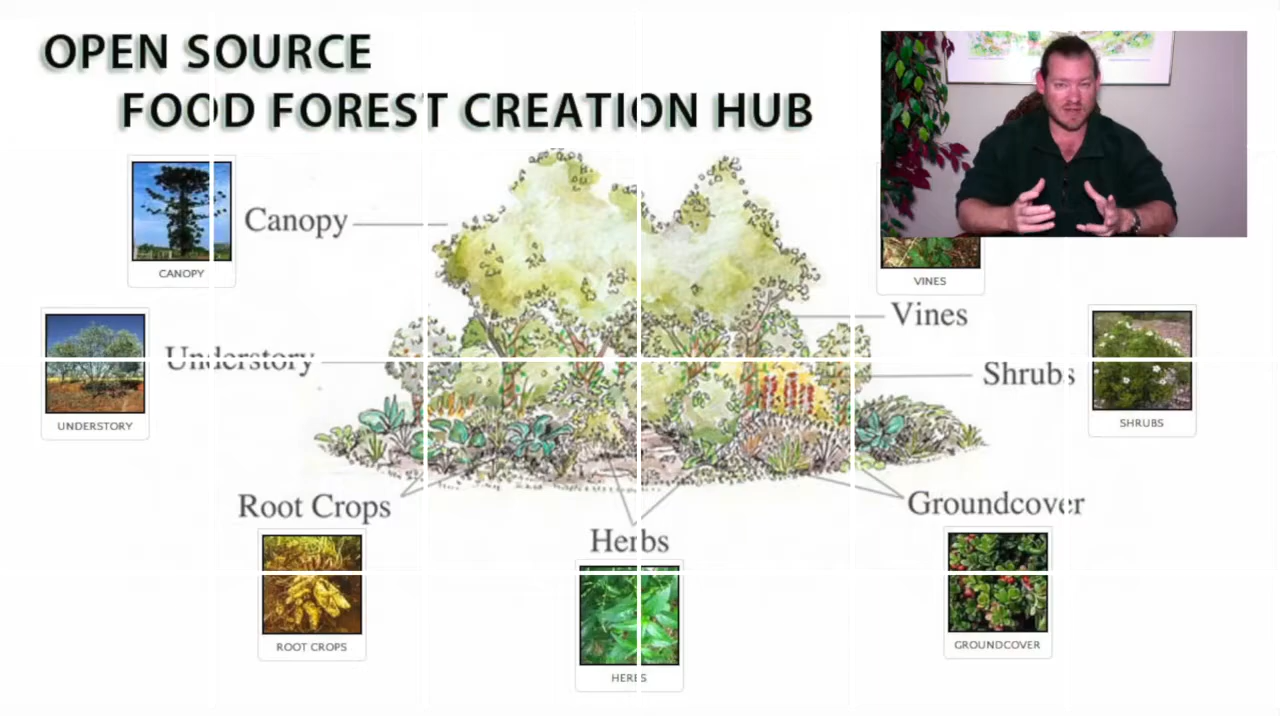 OPEN SOURCE
FOOD FOREST CREATION HUB
CANOPY
Canopy
VINES
Vines
UNDERSTORY
Understory
Shrubs
SHRUBS
Root Crops
ROOT CROPS
Herbs
HERBS
Groundcover
GROUNDCOVER